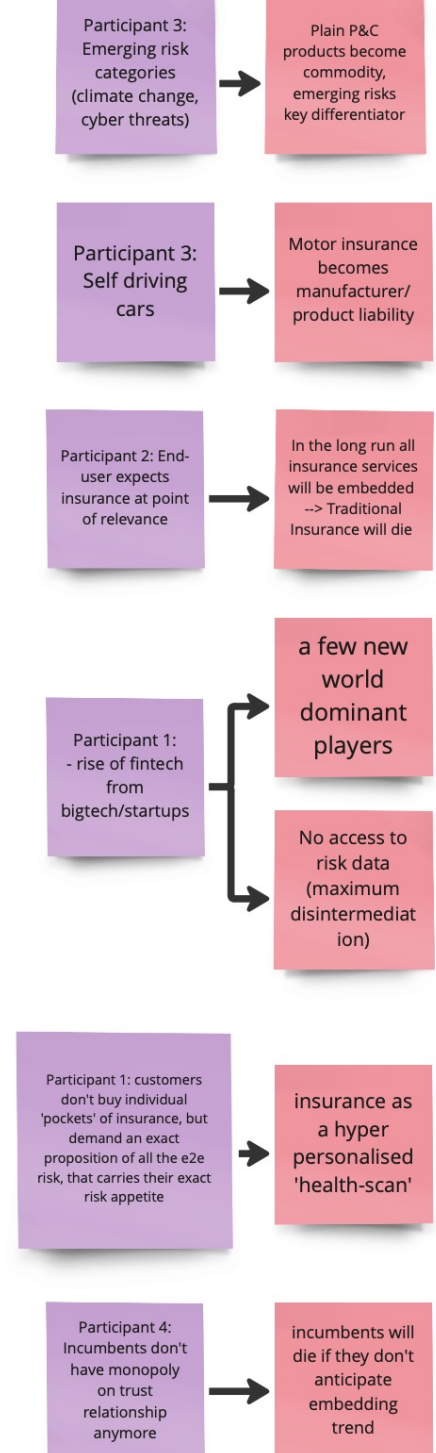 Participant 3:
Emerging risk
categories
(climate change,
cyber threats)
Plain P&C
products become
commodity,
emerging risks
key differentiator
Participant 3:
Self driving
cars
Motor insurance
becomes
manufacturer/
product liability
Participant 2: End-
user expects
insurance at point
of relevance
In the long run all
insurance services
will be embedded
--> Traditional
Insurance will die
Participant 1:
- rise of fintech
from
bigtech/startups
a few new
world
dominant
players
No access to
risk data
(maximum
disintermediat
ion)
Participant 1: customers
don't buy individual
'pockets' of insurance, but
demand an exact
proposition of all the e2e
risk, that carries their exact
risk appetite
insurance as
a hyper
personalised
'health-scan'
Participant 4:
Incumbents don't
have monopoly
on trust
relationship
anymore
incumbents will
die if they don't
anticipate
embedding
trend